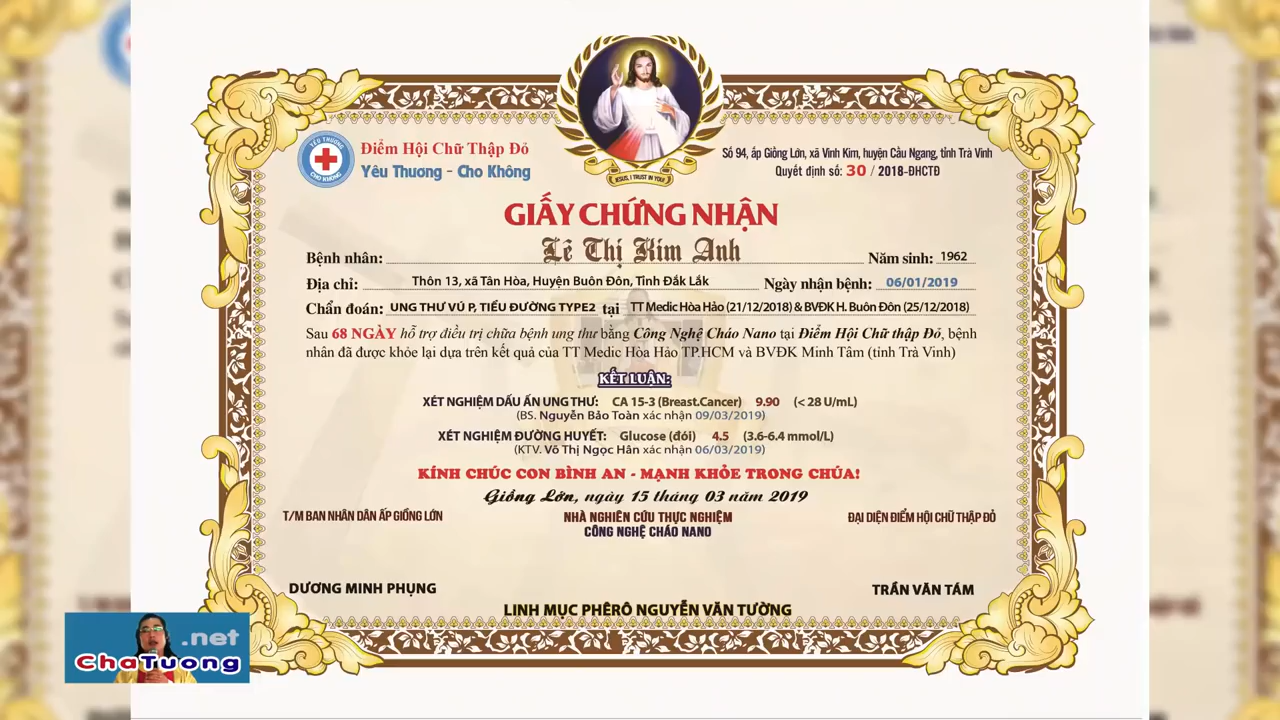 JESUS, I TRUST IN YOU!
YÊU THƯƠNG
CHO KHÔNG
Điểm Hội Chữ Thập Đỏ
Yêu Thương - Cho Không
Số 94, ấp Giồng Lớn, xã Vinh Kim, huyện Cầu Ngang, tỉnh Trà Vinh
Quyết định số: 30 / 2018-ĐHCTĐ
GIẤY CHỨNG NHẬN
Bệnh nhân: Lê Thị Kim Anh Năm sinh: 1962
Địa chỉ: Thôn 13, xã Tân Hòa, Huyện Buôn Đôn, Tỉnh Đắk Lắk Ngày nhận bệnh: 06/01/2019
Chẩn đoán: UNG THƯ VÚ P, TIỂU ĐƯỜNG TYPE2 tại TT Medic Hòa Hảo (21/12/2018) & BVĐK H. Buôn Đôn (25/12/2018)
Sau 68 NGÀY hỗ trợ điều trị chữa bệnh ung thư bằng Công Nghệ Cháo Nano tại Điểm Hội Chữ thập Đỏ, bệnh
nhân đã được khỏe lại dựa trên kết quả của TT Medic Hòa Hảo TP.HCM và BVĐK Minh Tâm (tỉnh Trà Vinh)
KẾT LUẬN:
XÉT NGHIỆM DẤU ẤN UNG THƯ: CA 15-3 (Breast.Cancer) 9.90 (< 28 U/mL)
(BS. Nguyễn Bảo Toàn xác nhận 09/03/2019)
XÉT NGHIỆM ĐƯỜNG HUYẾT: Glucose (đói) 4.5 (3.6-6.4 mmol/L)
(KTV. Võ Thị Ngọc Hân xác nhận 06/03/2019)
KÍNH CHÚC CON BÌNH AN - MẠNH KHỎE TRONG CHÚA!
Giồng Lớn, ngày 15 tháng 03 năm 2019
T/M BAN NHÂN DÂN ẤP GIỒNG LỚN
NHÀ NGHIÊN CỨU THỰC NGHIỆM
CÔNG NGHỆ CHÁO NANO
ĐẠI DIỆN ĐIỂM HỘI CHỮ THẬP ĐỎ
DƯƠNG MINH PHỤNG
TRẦN VĂN TÁM
LINH MỤC PHÊRÔ NGUYỄN VĂN TƯỜNG
.net
ChaTuong